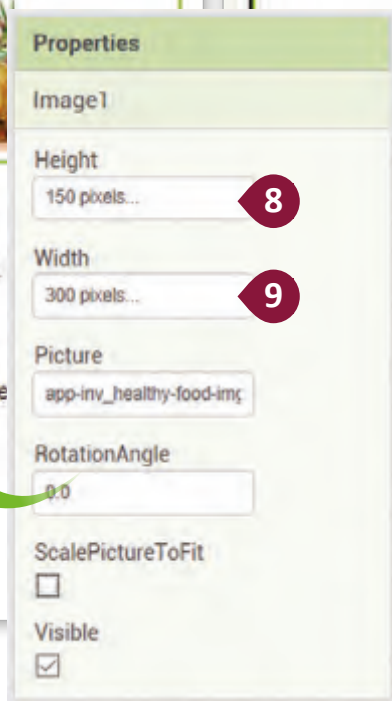 Properties
Image1
Height
150 pixels...
8
Width
300 pixels...
9
Picture
app-inv_healthy-food-img
RotationAngle
0.0
ScalePictureToFit
Visible